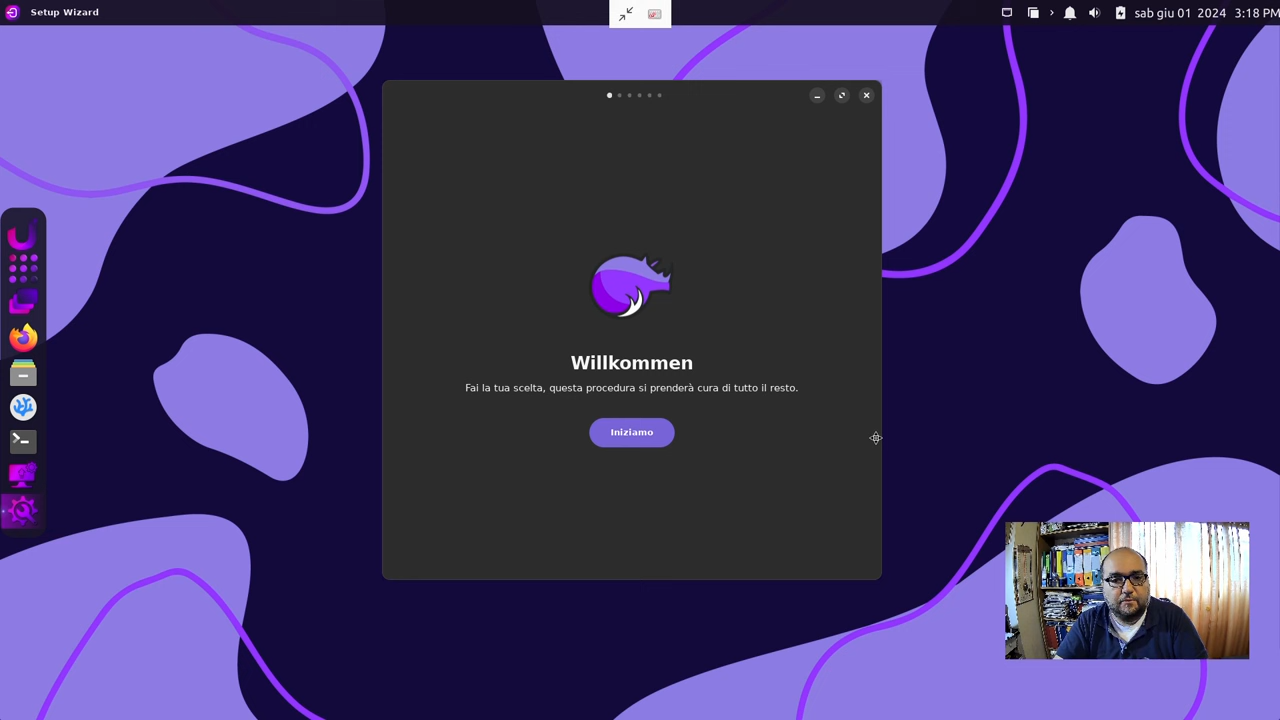 Setup Wizard
sab giu 01 2024 3:18 PM
Willkommen
Fai la tua scelta, questa procedura si prenderà cura di tutto il resto.
Iniziamo